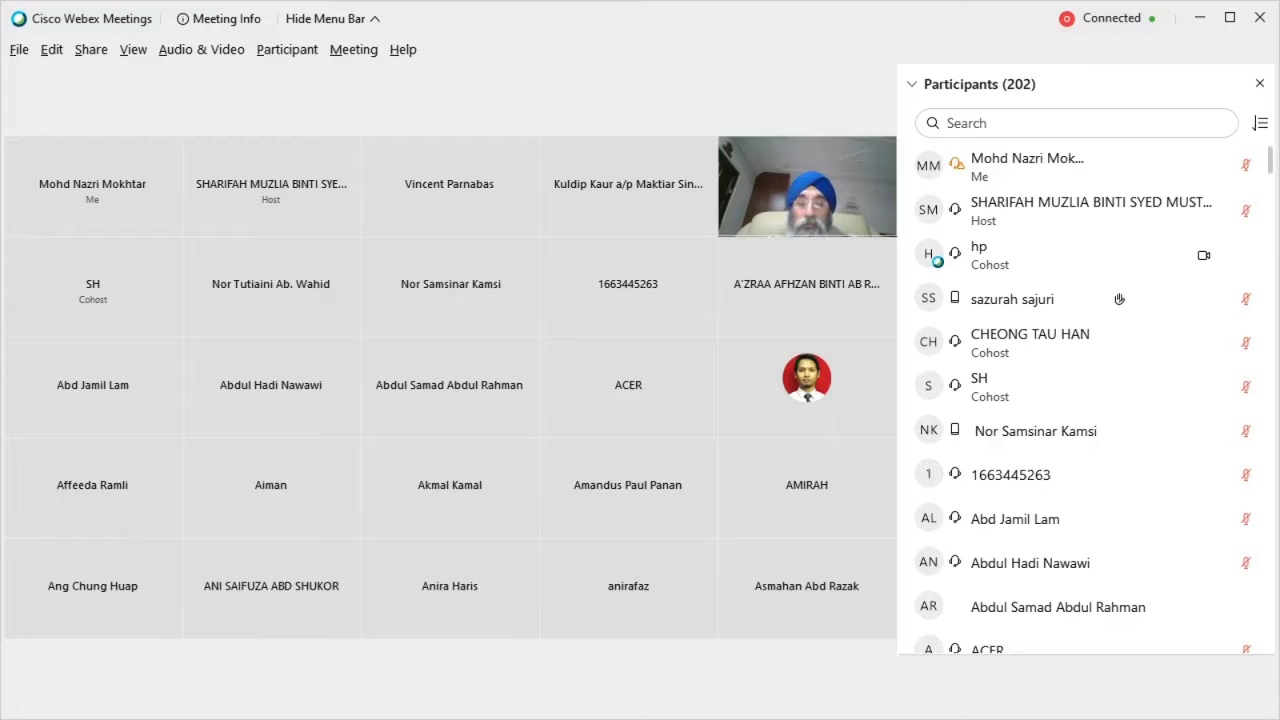 Cisco Webex Meetings
Meeting Info
Hide Menu Bar
Connected
File Edit Share View Audio & Video Participant Meeting Help
Participants (202)
Search
Mohd Nazri Mokhtar
Me
SHARIFAH MUZLIA BINTI SYE...
Host
Vincent Parnabas
Kuldip Kaur a/p Maktiar Sin...
SH
Cohost
Nor Tutiaini Ab. Wahid
Nor Samsinar Kamsi
1663445263
A'ZRAA AFHZAN BINTI AB R...
Abd Jamil Lam
Abdul Hadi Nawawi
Abdul Samad Abdul Rahman
ACER
Affeeda Ramli
Aiman
Akmal Kamal
Amandus Paul Panan
AMIRAH
Ang Chung Huap
ANI SAIFUZA ABD SHUKOR
Anira Haris
anirafaz
Asmahan Abd Razak
MM
Mohd Nazri Mok...
Me
SM
SHARIFAH MUZLIA BINTI SYED MUST...
Host
H
hp
Cohost
SS
sazurah sajuri
CH
CHEONG TAU HAN
Cohost
S
SH
Cohost
NK
Nor Samsinar Kamsi
1
1663445263
AL
Abd Jamil Lam
AN
Abdul Hadi Nawawi
AR
Abdul Samad Abdul Rahman
A
ACER